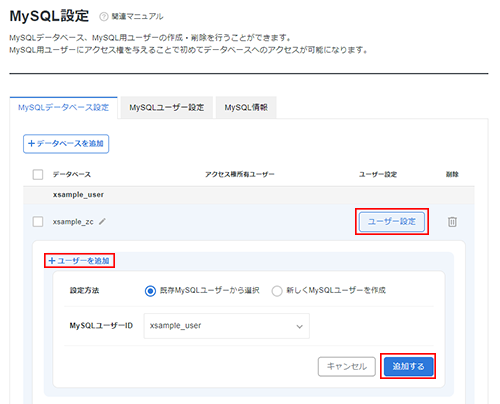 MySQL設定 ? 関連マニュアル
MySQLデータベース、MySQL用ユーザーの作成・削除を行うことができます。
MySQL用ユーザーにアクセス権を与えることで初めてデータベースへのアクセスが可能になります。
MySQLデータベース設定 MySQLユーザー設定 MySQL情報
+データベースを追加
データベース アクセス権所有ユーザー ユーザー設定 削除
xsample_user
xsample_zc ユーザー設定
+ユーザーを追加
設定方法 既存MySQLユーザーから選択 新しくMySQLユーザーを作成
MySQLユーザーID xsample_user
キャンセル 追加する